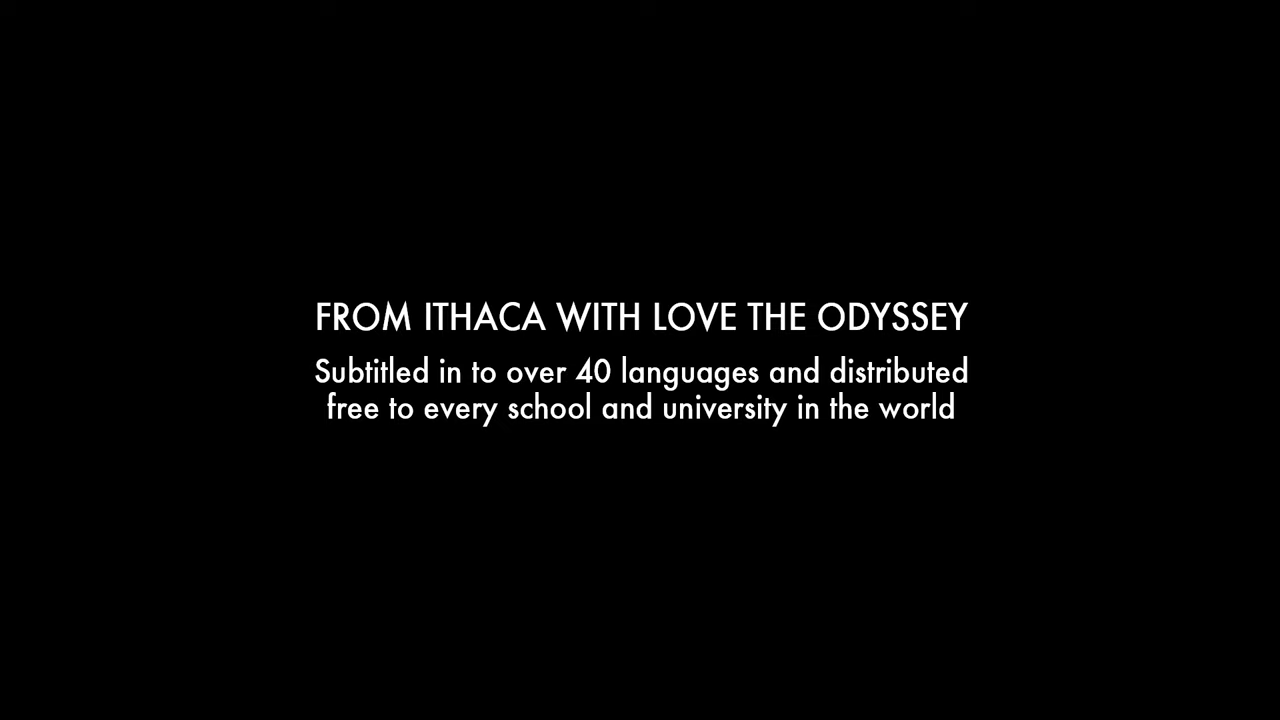 FROM ITHACA WITH LOVE THE ODYSSEY
Subtitled in to over 40 languages and distributed
free to every school and university in the world